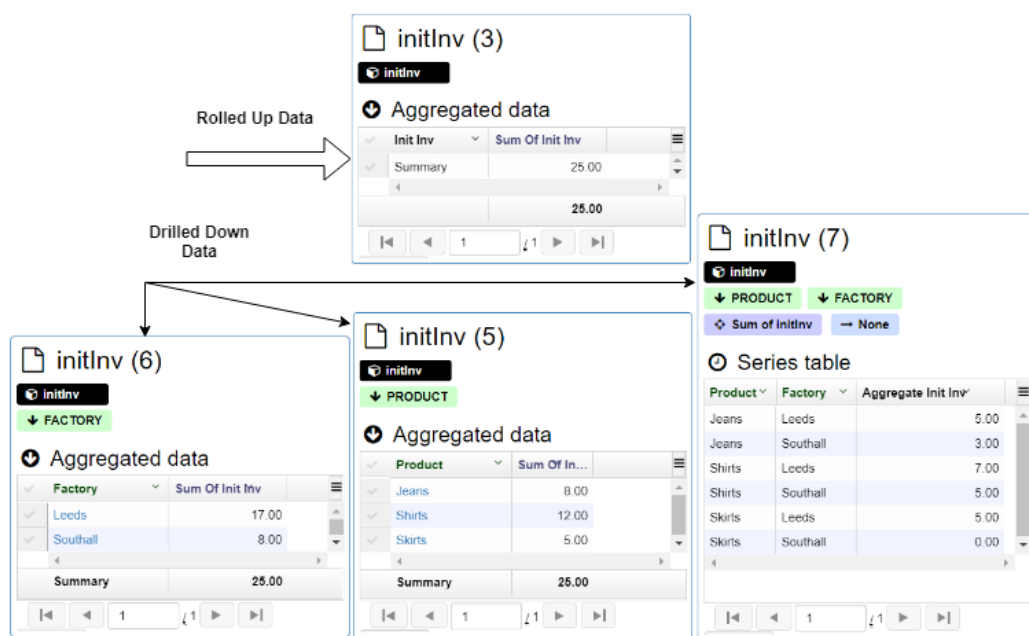 initInv (3)
initInv
Aggregated data
Init Inv Sum Of Init Inv
Summary 25.00
25.00
1 / 1
Rolled Up Data
Drilled Down
Data
initInv (6)
initInv
FACTORY
Aggregated data
Factory Sum Of Init Inv
Leeds 17.00
Southall 8.00
Summary 25.00
1 / 1
initInv (5)
initInv
PRODUCT
Aggregated data
Product Sum Of In...
Jeans 8.00
Shirts 12.00
Skirts 5.00
Summary 25.00
1 / 1
initInv (7)
initInv
PRODUCT FACTORY
Sum of initInv None
Series table
Product Factory Aggregate Init Inv
Jeans Leeds 5.00
Jeans Southall 3.00
Shirts Leeds 7.00
Shirts Southall 5.00
Skirts Leeds 5.00
Skirts Southall 0.00
1 / 1